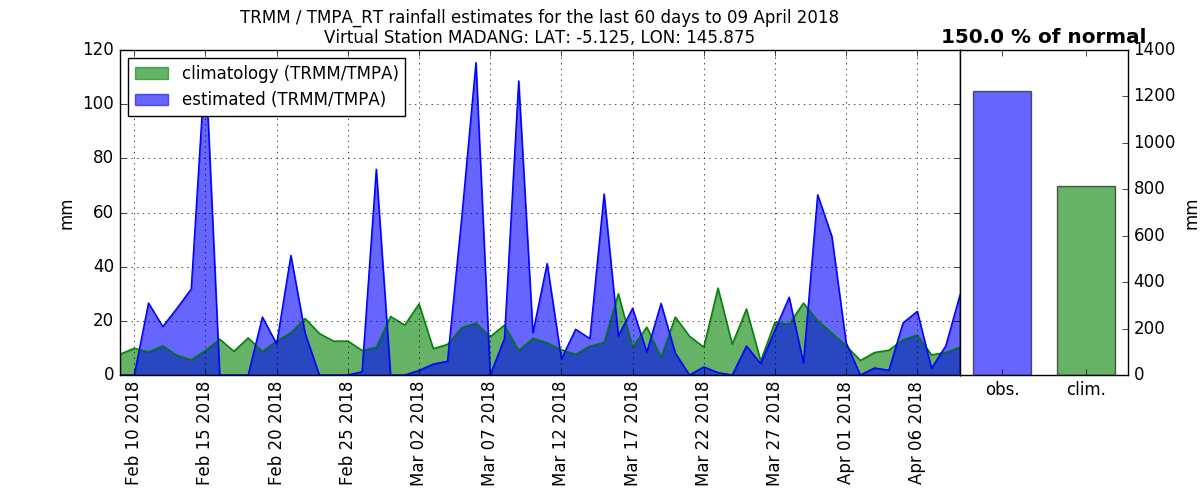 TRMM / TMPA_RT rainfall estimates for the last 60 days to 09 April 2018
Virtual Station MADANG: LAT: -5.125, LON: 145.875
150.0 % of normal
climatology (TRMM/TMPA)
estimated (TRMM/TMPA)
120
100
80
60
40
20
0
mm
Feb 10 2018
Feb 15 2018
Feb 20 2018
Feb 25 2018
Mar 02 2018
Mar 07 2018
Mar 12 2018
Mar 17 2018
Mar 22 2018
Mar 27 2018
Apr 01 2018
Apr 06 2018
obs.
clim.
1400
1200
1000
800
600
400
200
0
mm